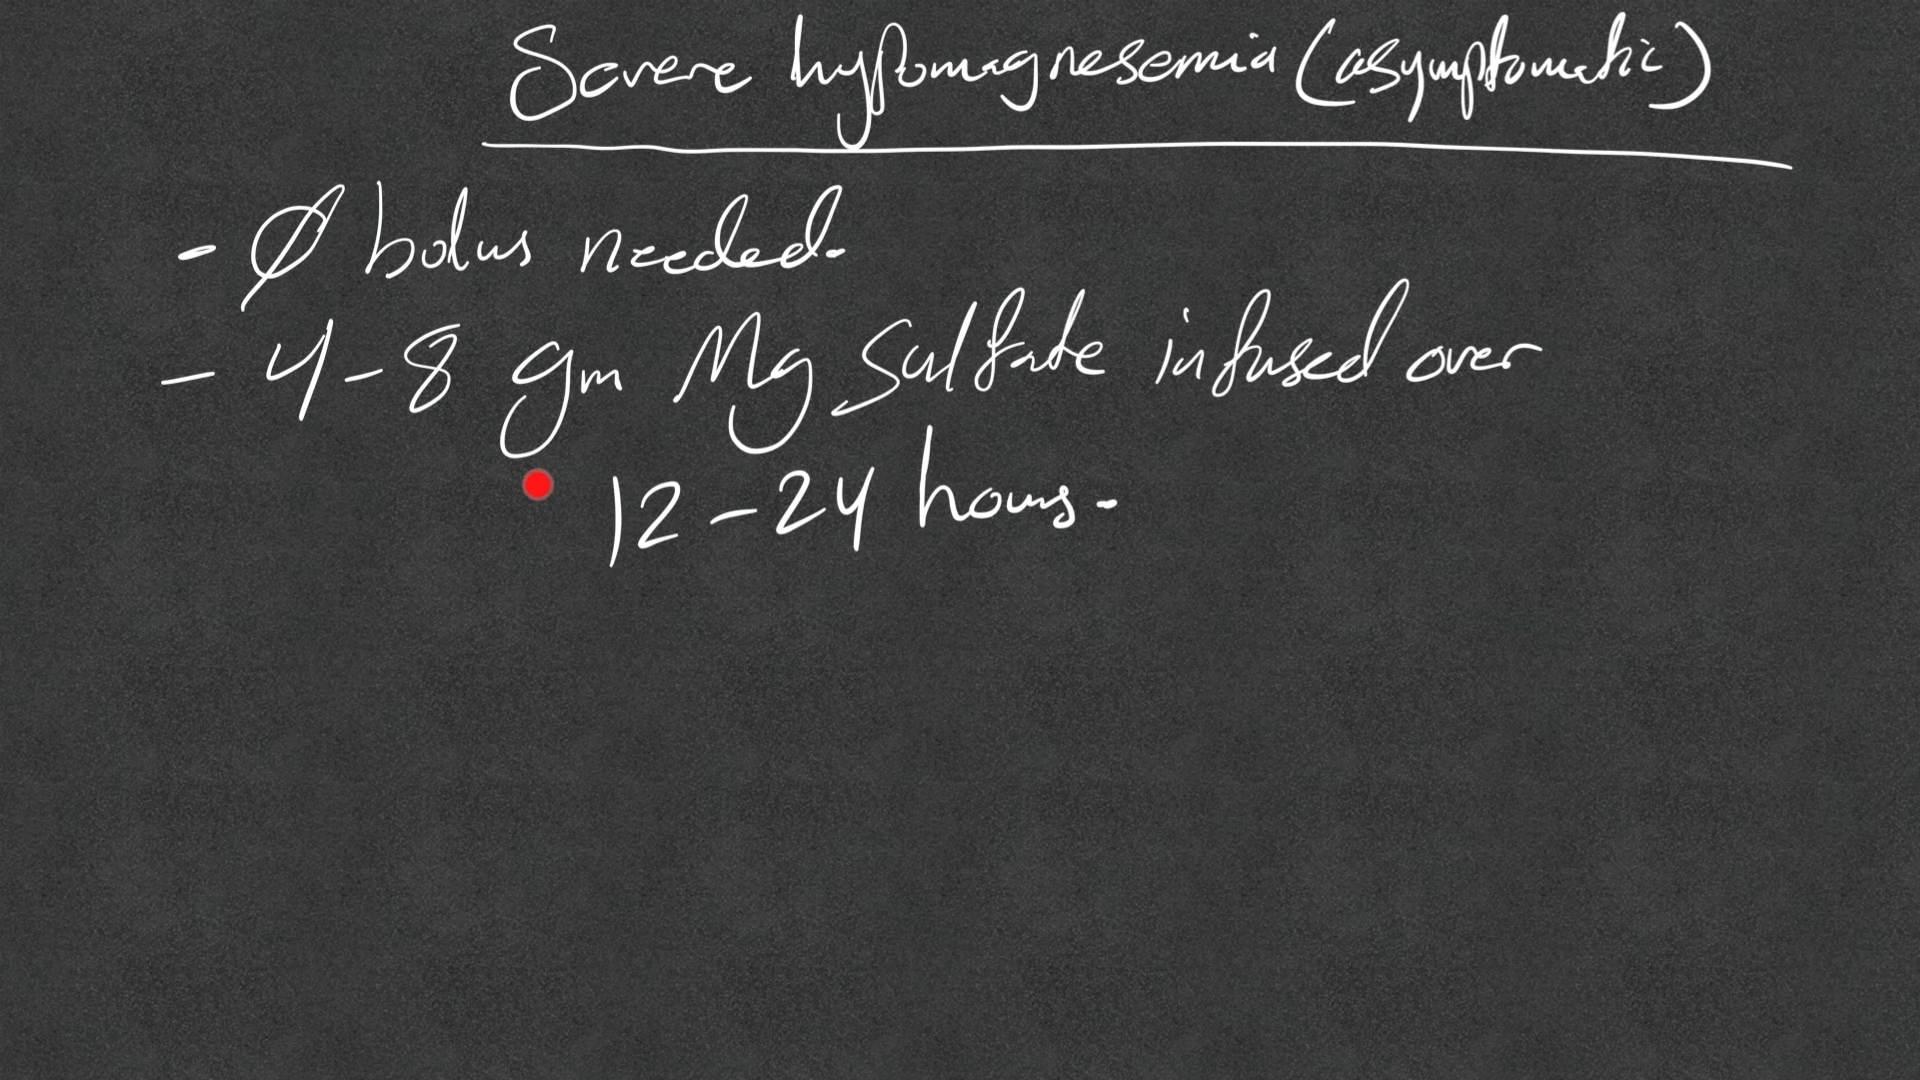 Severe hypomagnesemia (asymptomatic)
- Ø bolus needed.
- 4-8 gm Mg Sulfate infused over
12-24 hours.